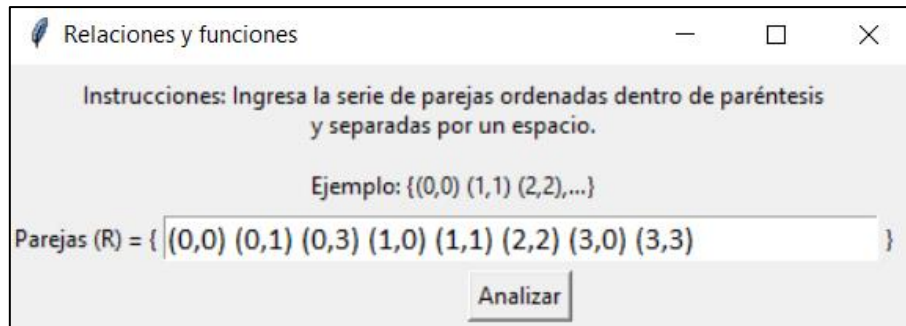 Relaciones y funciones
Instrucciones: Ingresa la serie de parejas ordenadas dentro de paréntesis
y separadas por un espacio.
Ejemplo: {(0,0) (1,1) (2,2),...}
Parejas (R) = { (0,0) (0,1) (0,3) (1,0) (1,1) (2,2) (3,0) (3,3) }
Analizar